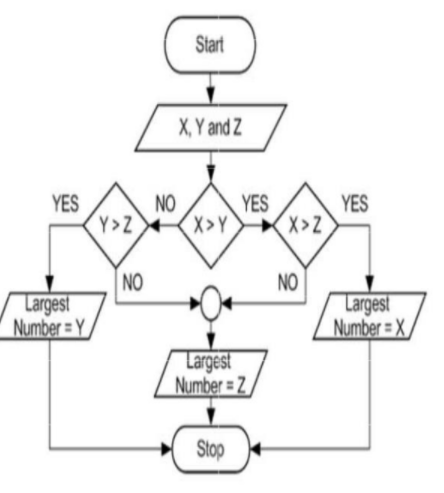 Start
X, Y and Z
YES
NO
YES
YES
Y > Z
X > Y
X > Z
NO
NO
Largest
Number = Y
Largest
Number = X
Largest
Number = Z
Stop